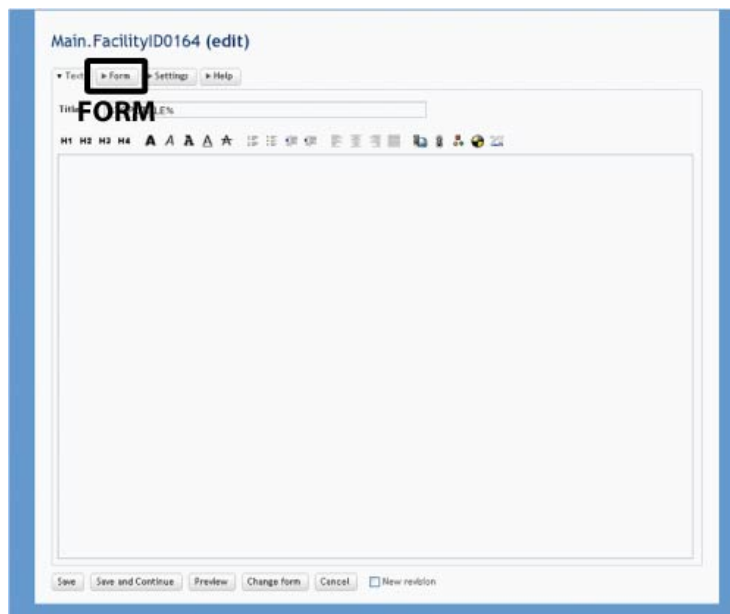 Main.FacilityID0164 (edit)
Text Form Settings Help
FORM
H1 H2 H3 H4 A A A A A
Save Save and Continue Preview Change form Cancel New revision